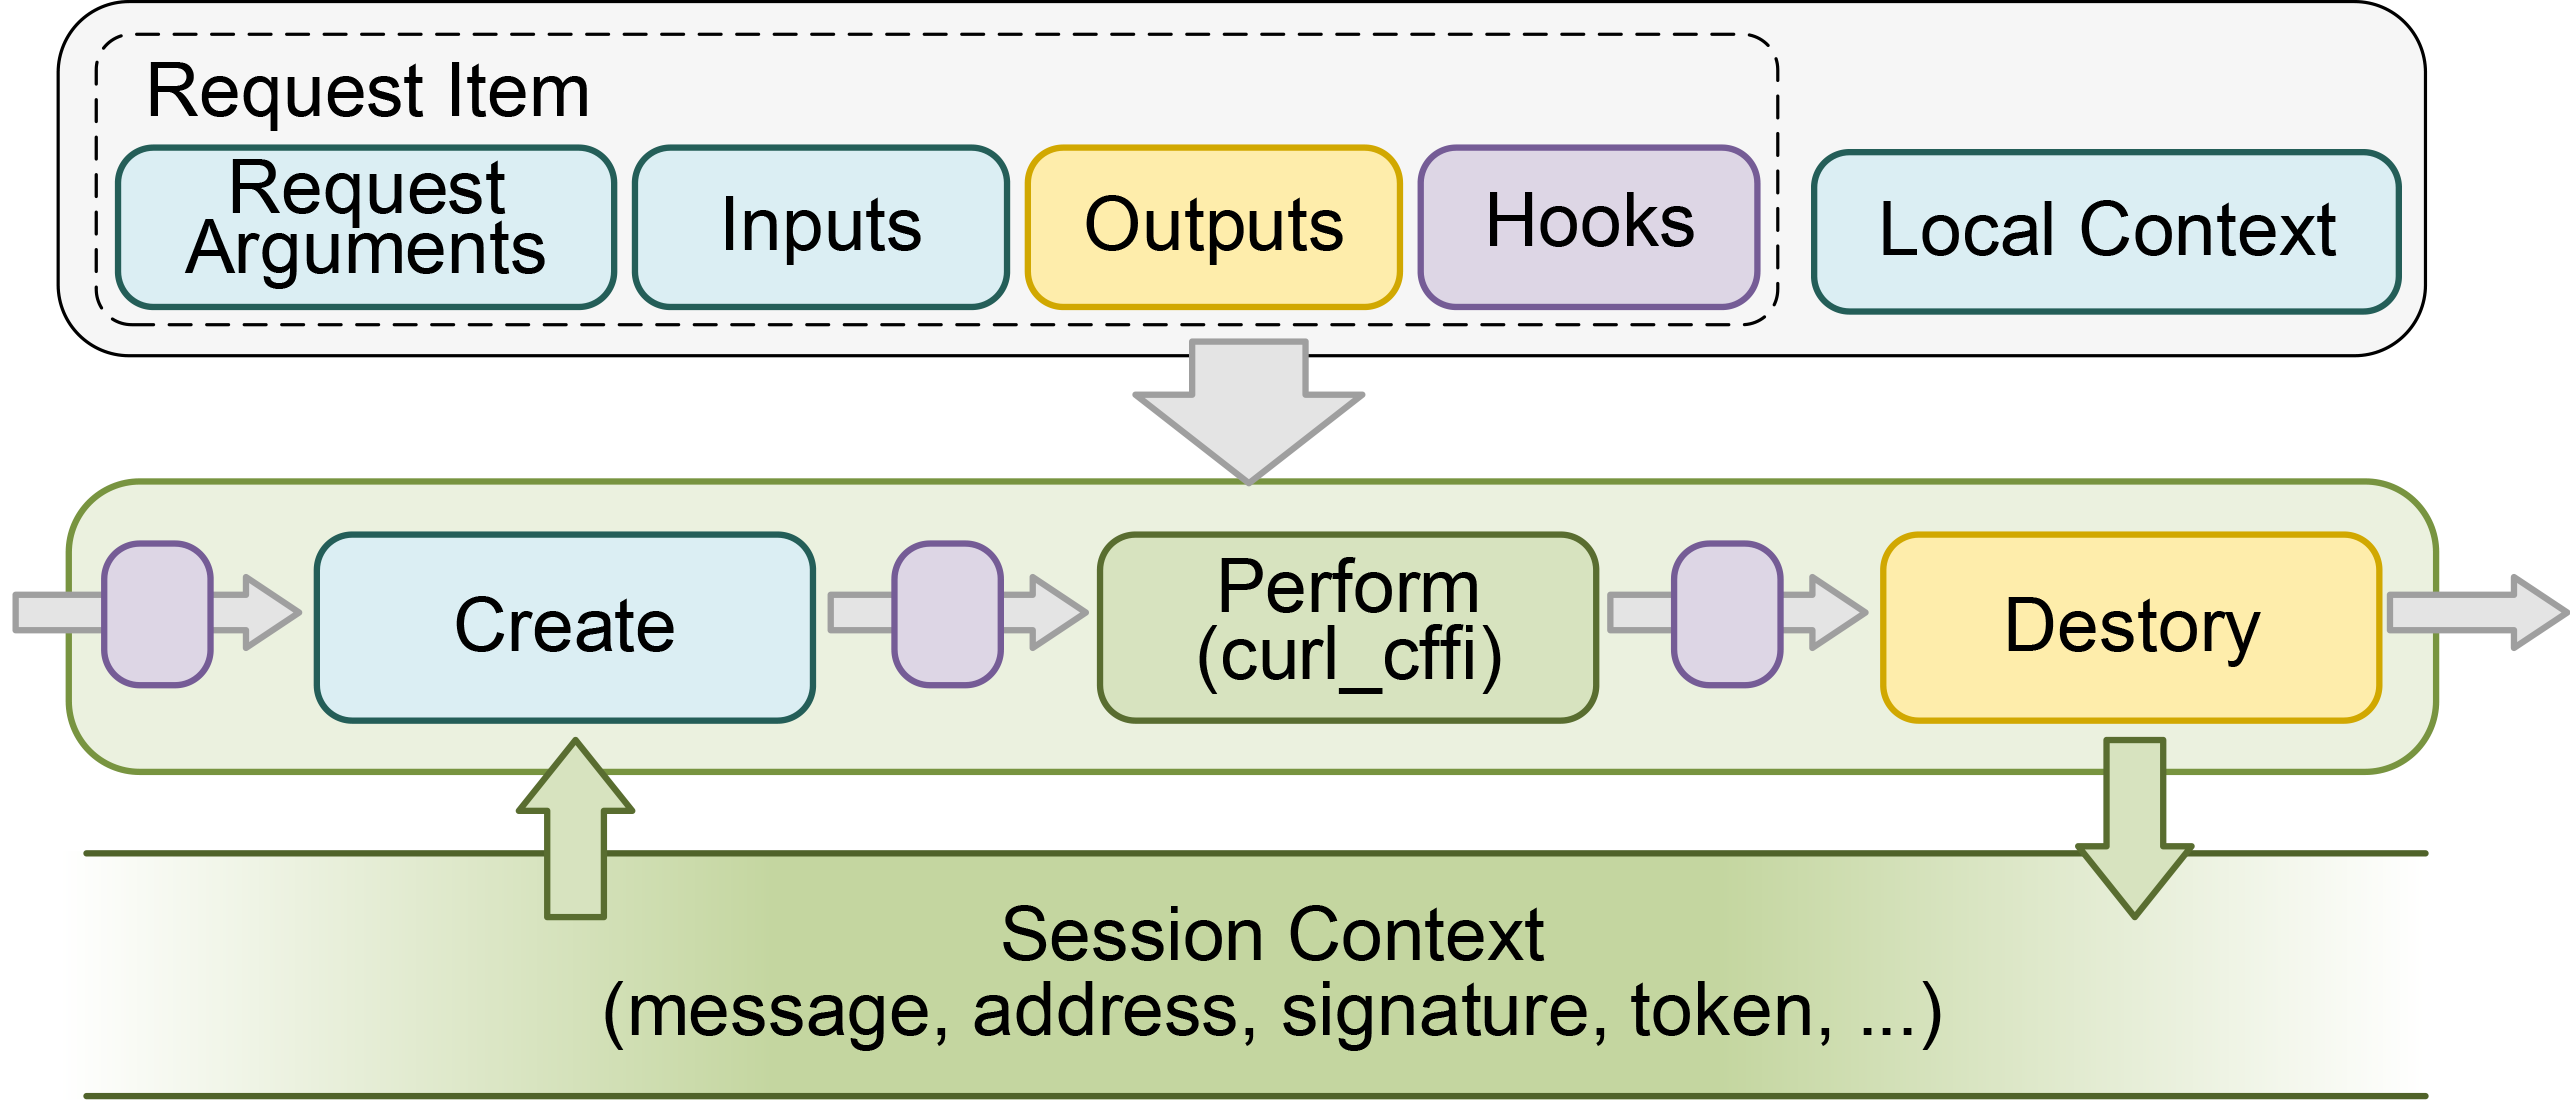 Request Item
Request
Arguments
Inputs
Outputs
Hooks
Local Context
Create
Perform
(curl_cffi)
Destory
Session Context
(message, address, signature, token, ...)